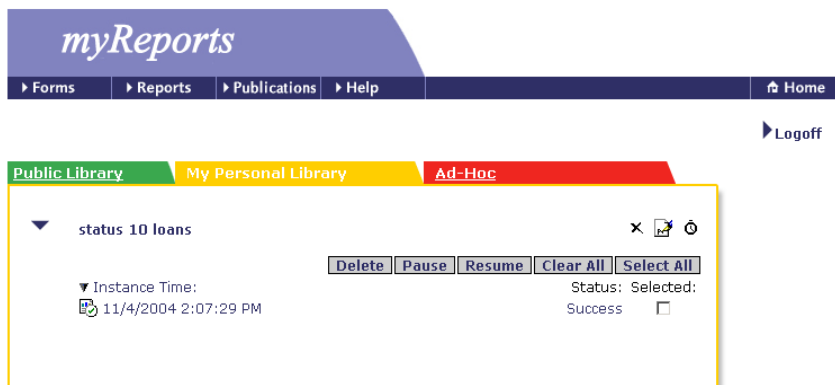 myReports
Forms Reports Publications Help Home
Logoff
Public Library My Personal Library Ad-Hoc
status 10 loans
Delete Pause Resume Clear All Select All
Instance Time: Status: Selected:
11/4/2004 2:07:29 PM Success